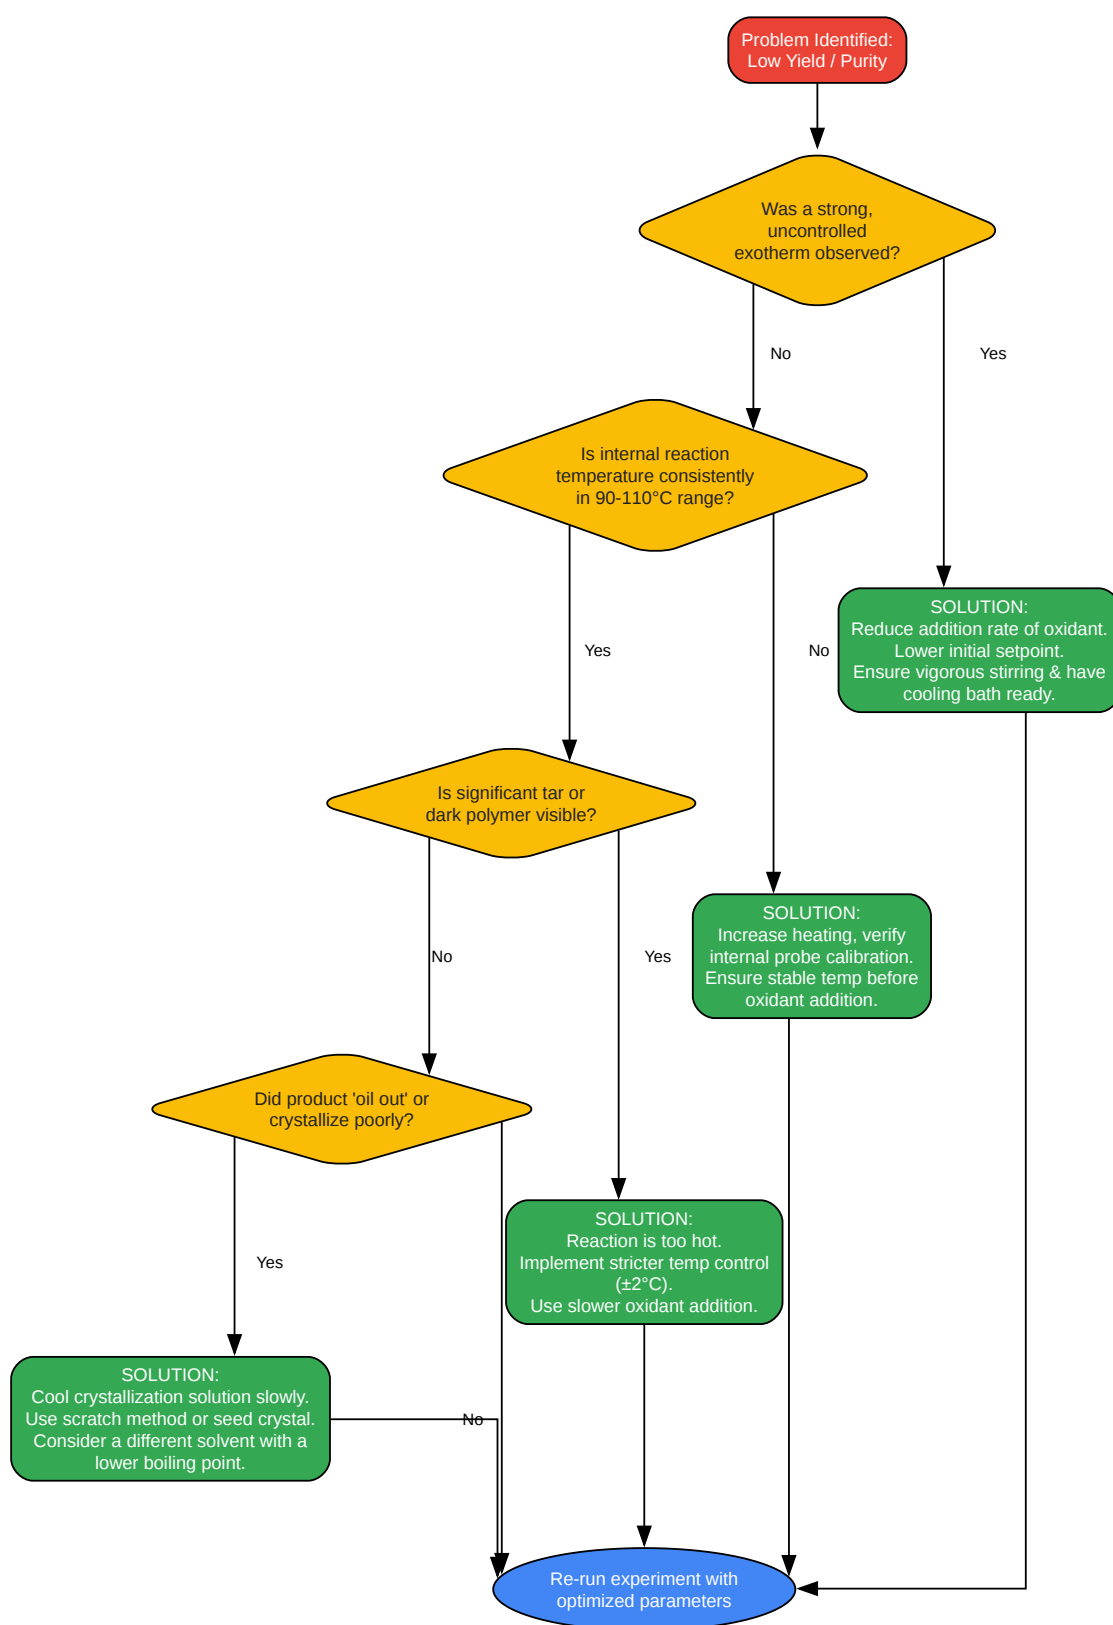 Problem Identified:
Low Yield / Purity
Was a strong,
uncontrolled
exotherm observed?
No
Yes
Is internal reaction
temperature consistently
in 90-110°C range?
SOLUTION:
Reduce addition rate of oxidant.
Lower initial setpoint.
Ensure vigorous stirring & have
cooling bath ready.
Yes
No
Is significant tar or
dark polymer visible?
SOLUTION:
Increase heating, verify
internal probe calibration.
Ensure stable temp before
oxidant addition.
No
Yes
Did product 'oil out' or
crystallize poorly?
SOLUTION:
Reaction is too hot.
Implement stricter temp control
(±2°C).
Use slower oxidant addition.
Yes
SOLUTION:
Cool crystallization solution slowly.
Use scratch method or seed crystal.
Consider a different solvent with a
lower boiling point.
No
Re-run experiment with
optimized parameters